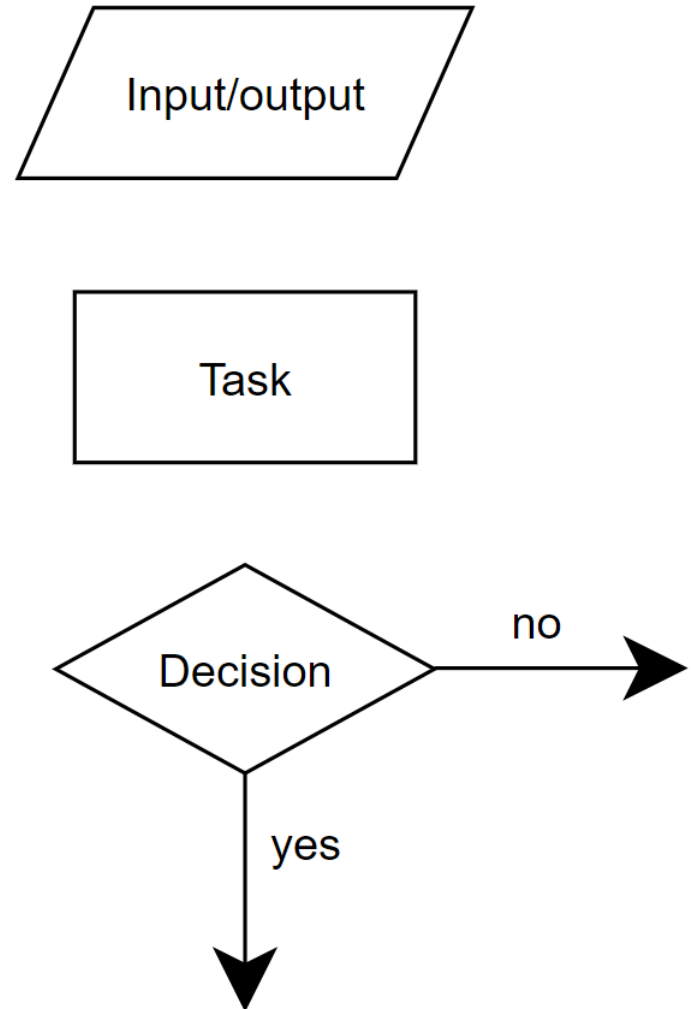 Input/output
Task
Decision
no
yes